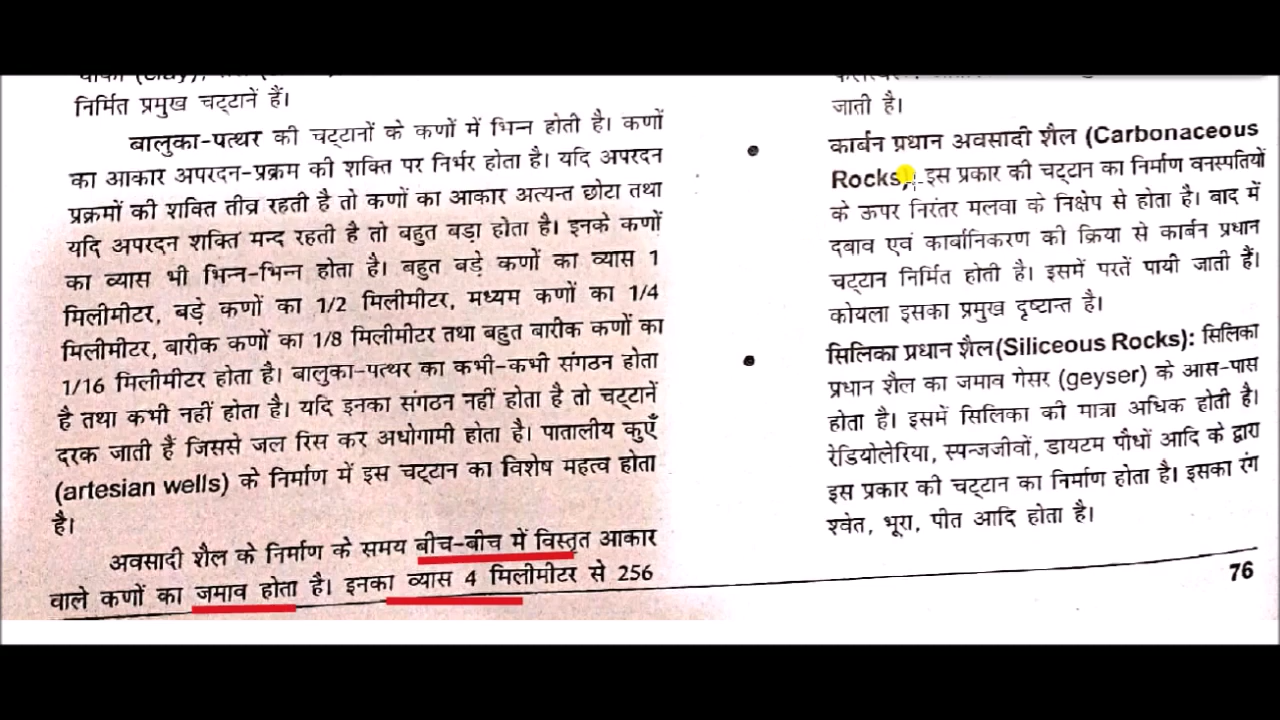 निर्मित प्रमुख चट्टानें हैं।
बालुका-पत्थर की चट्टानों के कणों में भिन्न होती है। कणों
का आकार अपरदन-प्रक्रम की शक्ति पर निर्भर होता है। यदि अपरदन
प्रक्रमों की शक्ति तीव्र रहती है तो कणों का आकार अत्यन्त छोटा तथा
यदि अपरदन शक्ति मन्द रहती है तो बहुत बड़ा होता है। इनके कणों
का व्यास भी भिन्न-भिन्न होता है। बहुत बड़े कणों का व्यास 1
मिलीमीटर, बड़े कणों का 1/2 मिलीमीटर, मध्यम कणों का 1/4
मिलीमीटर, बारीक कणों का 1/8 मिलीमीटर तथा बहुत बारीक कणों का
1/16 मिलीमीटर होता है। बालुका-पत्थर का कभी-कभी संगठन होता
है तथा कभी नहीं होता है। यदि इनका संगठन नहीं होता है तो चट्टानें
दरक जाती हैं जिससे जल रिस कर अधोगामी होता है। पातालीय कुएँ
(artesian wells) के निर्माण में इस चट्टान का विशेष महत्व होता
है।
अवसादी शैल के निर्माण के समय बीच-बीच में विस्तृत आकार
वाले कणों का जमाव होता है। इनका व्यास 4 मिलीमीटर से 256
जाती है।
• कार्बन प्रधान अवसादी शैल (Carbonaceous
Rocks): इस प्रकार की चट्टान का निर्माण वनस्पतियों
के ऊपर निरंतर मलवा के निक्षेप से होता है। बाद में
दबाव एवं कार्बानिकरण की क्रिया से कार्बन प्रधान
चट्टान निर्मित होती है। इसमें परतें पायी जाती हैं।
कोयला इसका प्रमुख दृष्टान्त है।
• सिलिका प्रधान शैल(Siliceous Rocks): सिलिका
प्रधान शैल का जमाव गेसर (geyser) के आस-पास
होता है। इसमें सिलिका की मात्रा अधिक होती है।
रेडियोलेरिया, स्पन्जजीवों, डायटम पौधों आदि के द्वारा
इस प्रकार की चट्टान का निर्माण होता है। इसका रंग
श्वेत, भूरा, पीत आदि होता है।
76